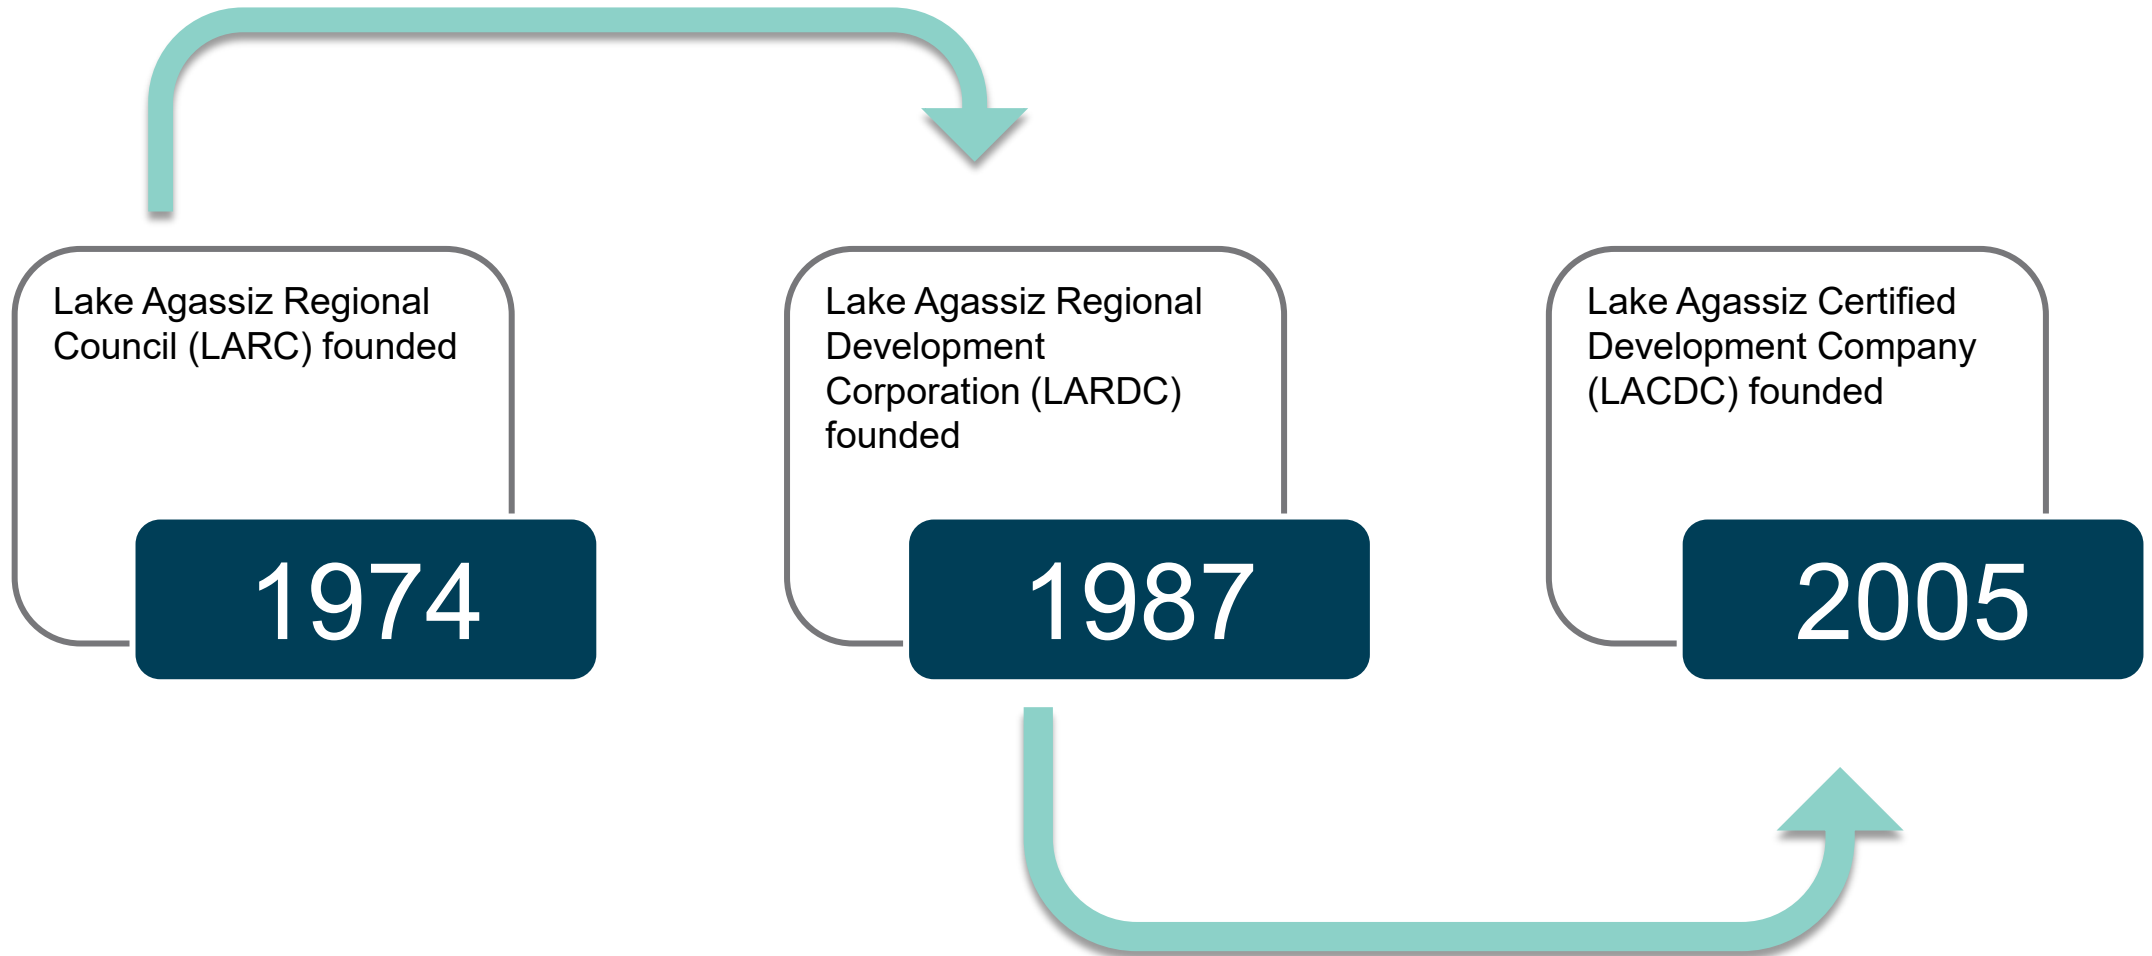 Lake Agassiz Regional
Council (LARC) founded
1974
Lake Agassiz Regional
Development
Corporation (LARDC)
founded
1987
Lake Agassiz Certified
Development Company
(LACDC) founded
2005